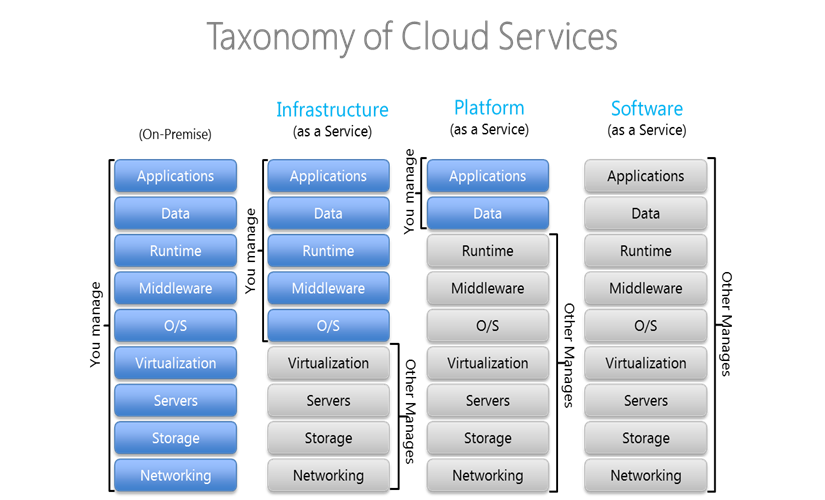 Taxonomy of Cloud Services
(On-Premise)
You manage
Applications
Data
Runtime
Middleware
O/S
Virtualization
Servers
Storage
Networking
Infrastructure
(as a Service)
You manage
Applications
Data
Runtime
Middleware
O/S
Virtualization
Servers
Storage
Networking
Other Manages
Platform
(as a Service)
You manage
Applications
Data
Runtime
Middleware
O/S
Virtualization
Servers
Storage
Networking
Other Manages
Software
(as a Service)
Applications
Data
Runtime
Middleware
O/S
Virtualization
Servers
Storage
Networking
Other Manages